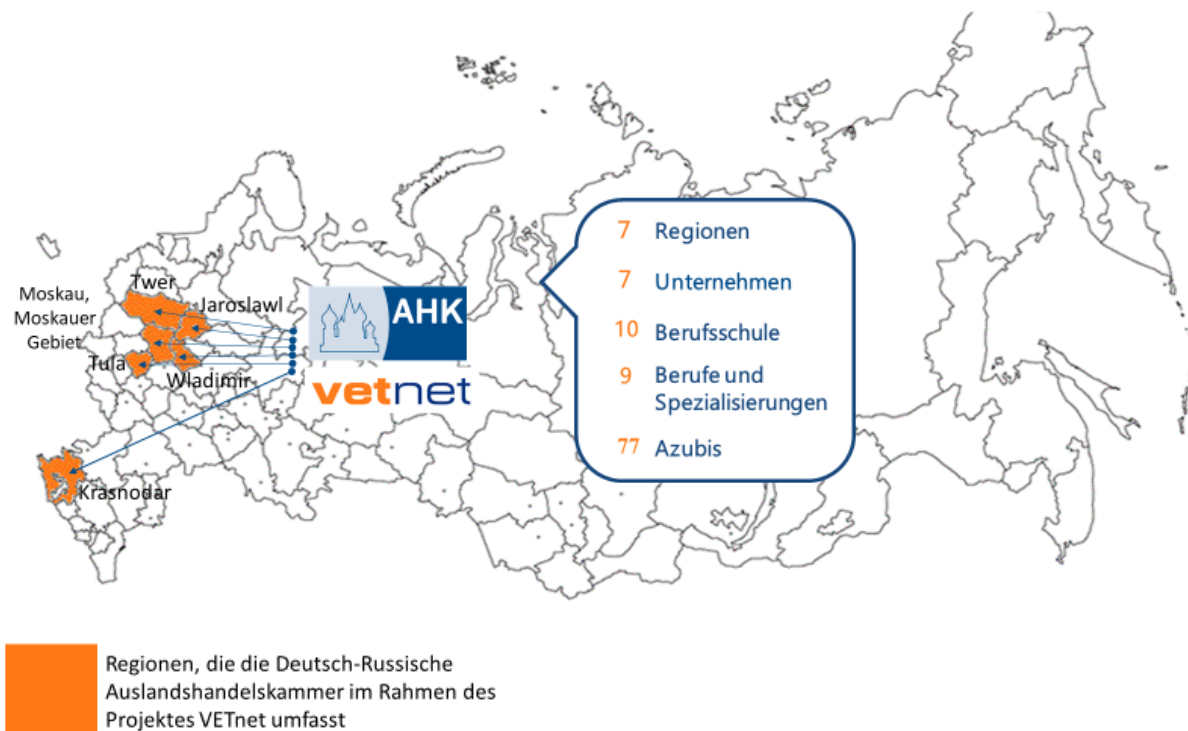 Twer
Moskau,
Moskauer
Gebiet
Jaroslawl
Tula
Wladimir
Krasnodar
AHK
vetnet
7 Regionen
7 Unternehmen
10 Berufsschule
9 Berufe und
Spezialisierungen
77 Azubis
Regionen, die die Deutsch-Russische
Auslandshandelskammer im Rahmen des
Projektes VETnet umfasst